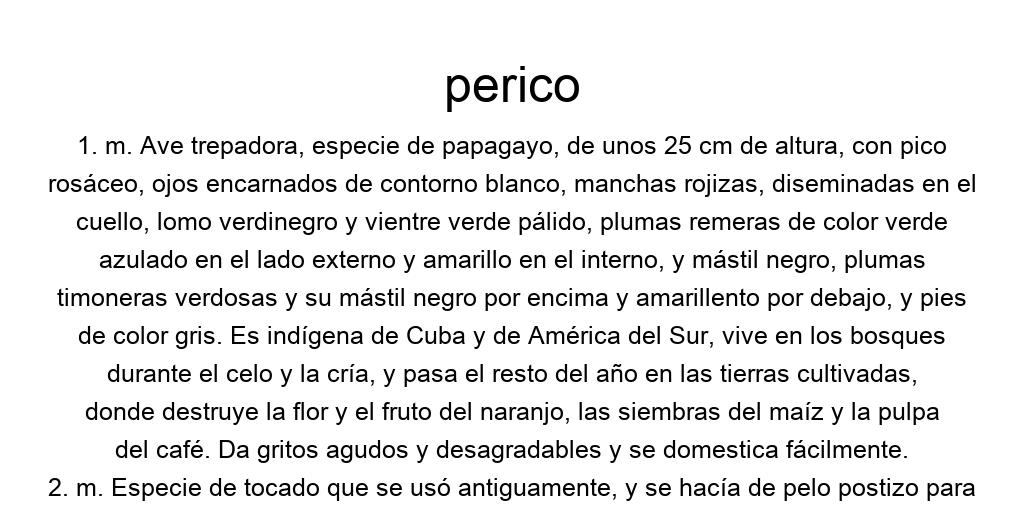 perico
1. m. Ave trepadora, especie de papagayo, de unos 25 cm de altura, con pico
rosáceo, ojos encarnados de contorno blanco, manchas rojizas, diseminadas en el
cuello, lomo verdinegro y vientre verde pálido, plumas remeras de color verde
azulado en el lado externo y amarillo en el interno, y mástil negro, plumas
timoneras verdosas y su mástil negro por encima y amarillento por debajo, y pies
de color gris. Es indígena de Cuba y de América del Sur, vive en los bosques
durante el celo y la cría, y pasa el resto del año en las tierras cultivadas,
donde destruye la flor y el fruto del naranjo, las siembras del maíz y la pulpa
del café. Da gritos agudos y desagradables y se domestica fácilmente.
2. m. Especie de tocado que se usó antiguamente, y se hacía de pelo postizo para